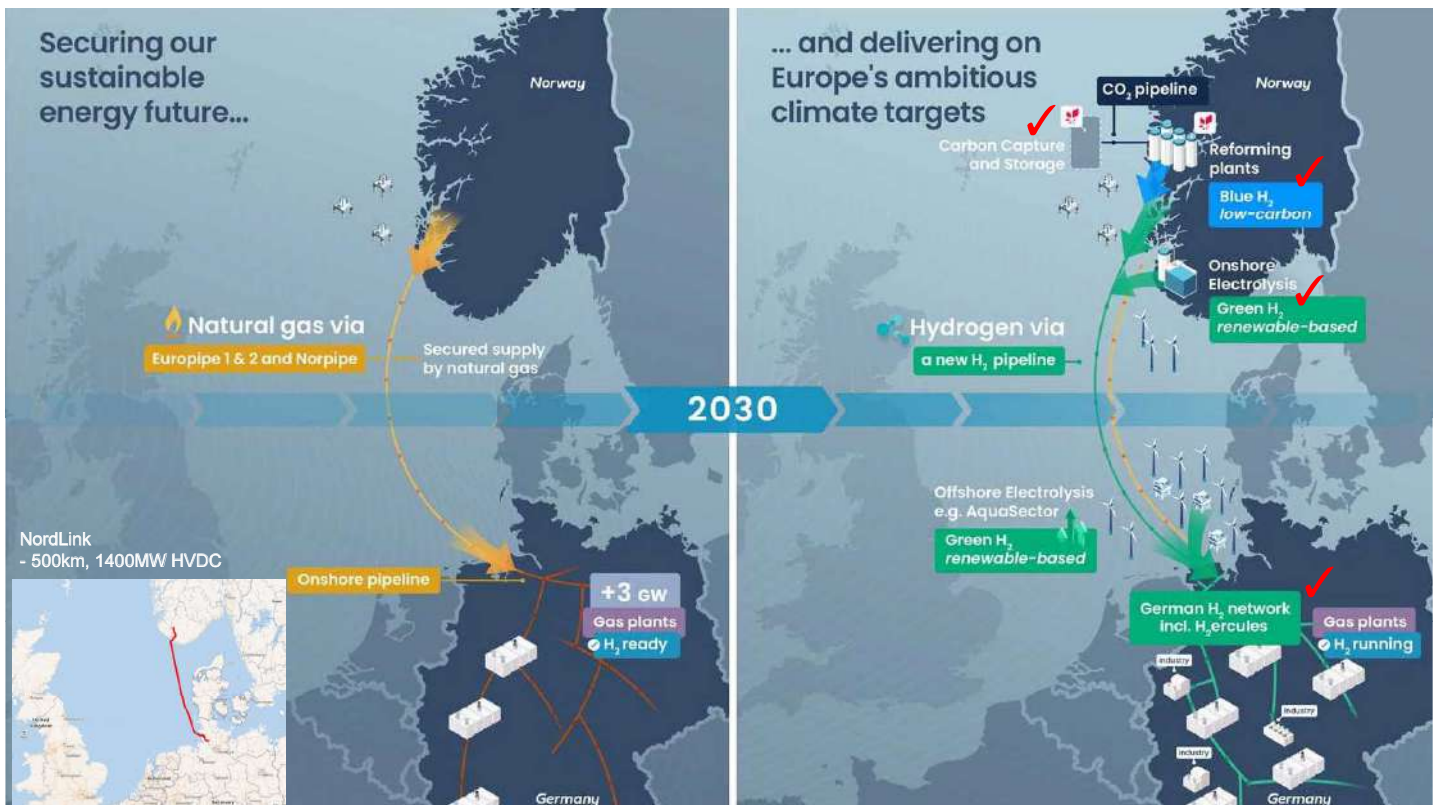 Securing our
sustainable
energy future...
Norway
Natural gas via
Europipe 1 & 2 and Norpipe
Secured supply
by natural gas
2030
NordLink
- 500km, 1400MW HVDC
Onshore pipeline
+3 GW
Gas plants
H₂ ready
Germany
... and delivering on
Europe's ambitious
climate targets
CO₂ pipeline
Norway
Carbon Capture
and Storage
Reforming
plants
Blue H₂
low-carbon
Onshore
Electrolysis
Green H₂
renewable-based
Hydrogen via
a new H₂ pipeline
Offshore Electrolysis
e.g. AquaSector
Green H₂
renewable-based
German H₂ network
incl. H₂ercules
Gas plants
H₂ running
Industry
Industry
Industry
Germany